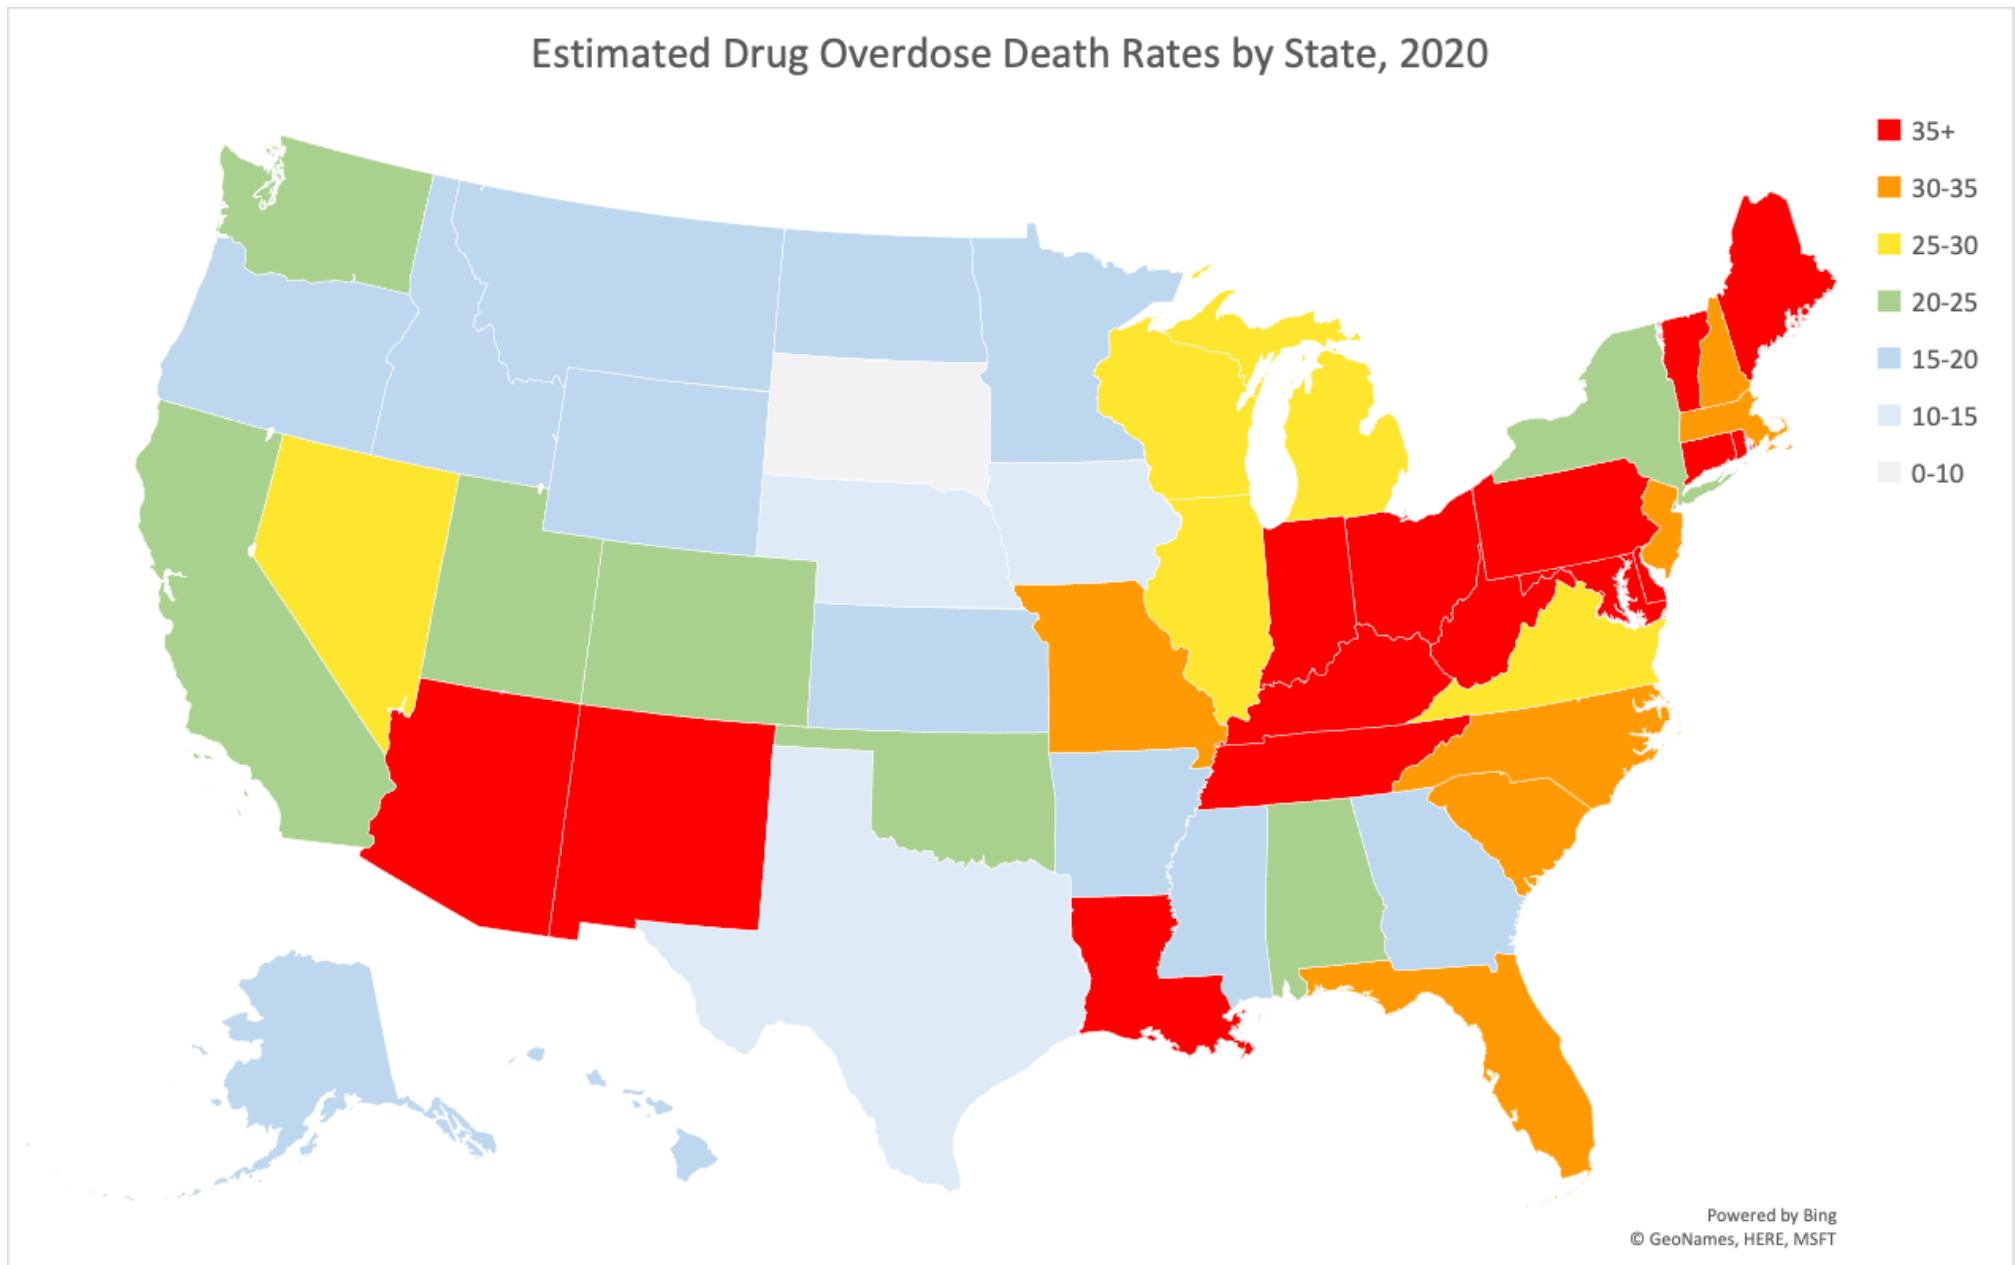 Estimated Drug Overdose Death Rates by State, 2020
35+
30-35
25-30
20-25
15-20
10-15
0-10
Powered by Bing
© GeoNames, HERE, MSFT